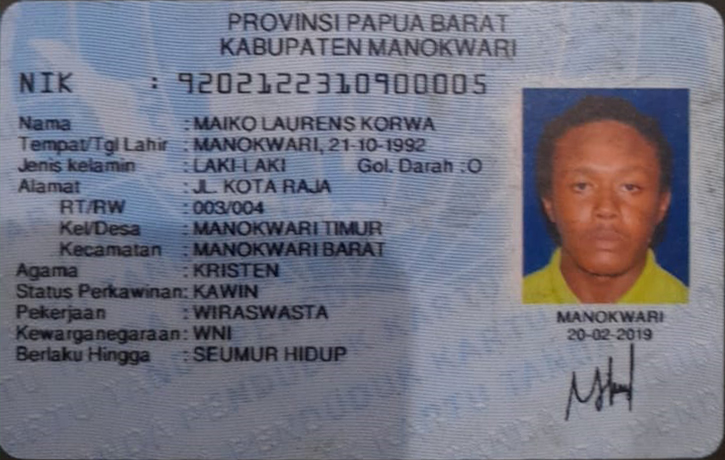 PROVINSI PAPUA BARAT
KABUPATEN MANOKWARI
NIK : 9202122310900005
Nama : MAIKO LAURENS KORWA
Tempat/Tgl Lahir : MANOKWARI, 21-10-1992
Jenis kelamin : LAKI-LAKI Gol. Darah : O
Alamat : JL. KOTA RAJA
RT/RW : 003/004
Kel/Desa : MANOKWARI TIMUR
Kecamatan : MANOKWARI BARAT
Agama : KRISTEN
Status Perkawinan: KAWIN
Pekerjaan : WIRASWASTA
Kewarganegaraan: WNI
Berlaku Hingga : SEUMUR HIDUP
MANOKWARI
20-02-2019